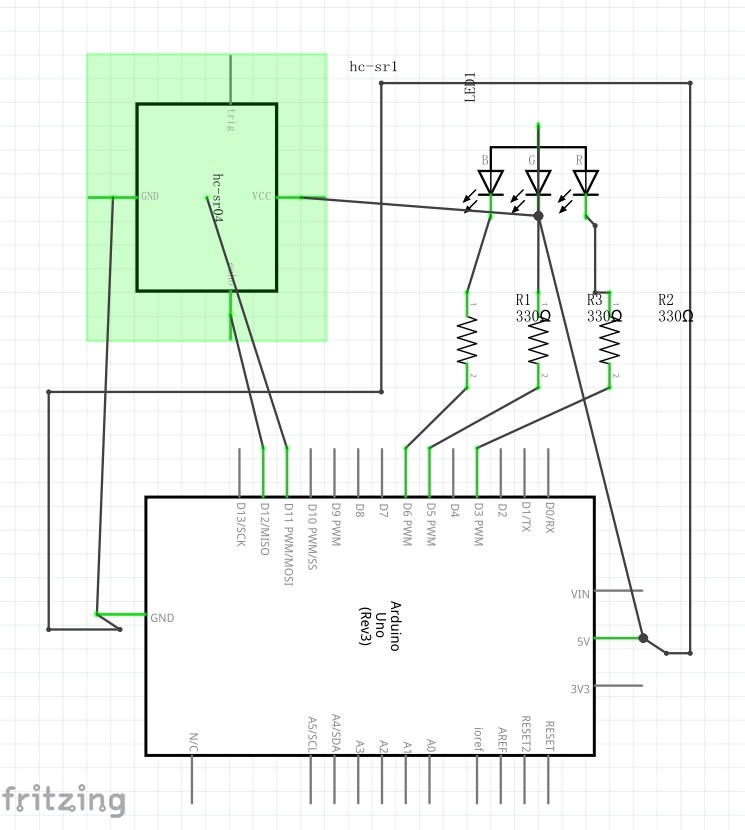 hc-sr1
LED1
trig
GND
hc-sr04
VCC
echo
B
G
R
R1
330Ω
R3
330Ω
R2
330Ω
1
1
1
2
2
2
D13/SCK
D12/MISO
D11 PWM/MOSI
D10 PWM/SS
D9 PWM
D8
D7
D6 PWM
D5 PWM
D4
D3 PWM
D2
D1/TX
D0/RX
GND
Arduino
Uno
(Rev3)
VIN
5V
3V3
N/C
A5/SCL
A4/SDA
A3
A2
A1
A0
ioref
AREF
RESET2
RESET
fritzing